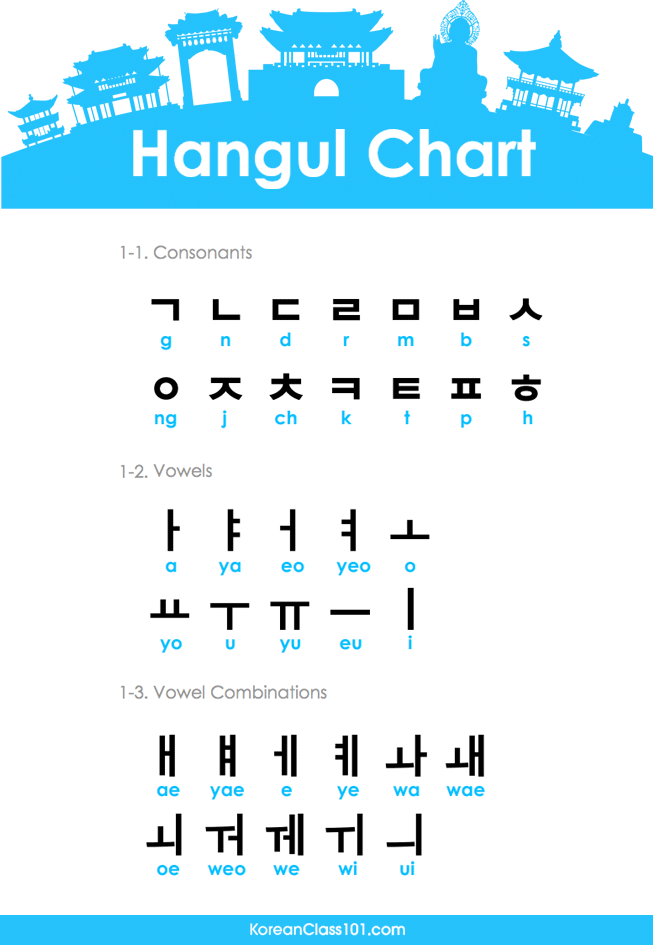 Hangul Chart
1-1. Consonants
ㄱ ㄴ ㄷ ㄹ ㅁ ㅂ ㅅ
g n d r m b s
ㅇ ㅈ ㅊ ㅋ ㅌ ㅍ ㅎ
ng j ch k t p h
1-2. Vowels
ㅏ ㅑ ㅓ ㅕ ㅗ
a ya eo yeo o
ㅛ ㅜ ㅠ ㅡ ㅣ
yo u yu eu i
1-3. Vowel Combinations
ㅐ ㅒ ㅔ ㅖ ㅘ ㅙ
ae yae e ye wa wae
ㅚ ㅝ ㅞ ㅟ ㅢ
oe weo we wi ui
KoreanClass101.com